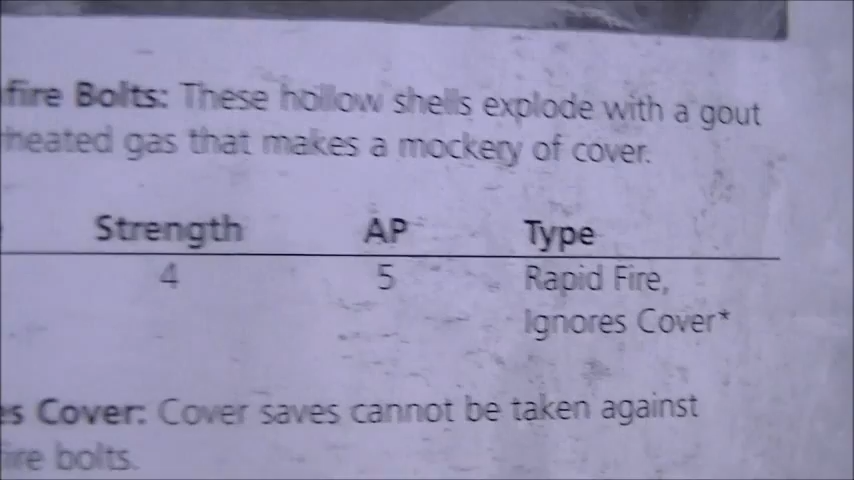 fire Bolts: These hollow shells explode with a gout
heated gas that makes a mockery of cover.
Strength AP Type
4 5 Rapid Fire,
Ignores Cover*
s Cover: Cover saves cannot be taken against
fire bolts.